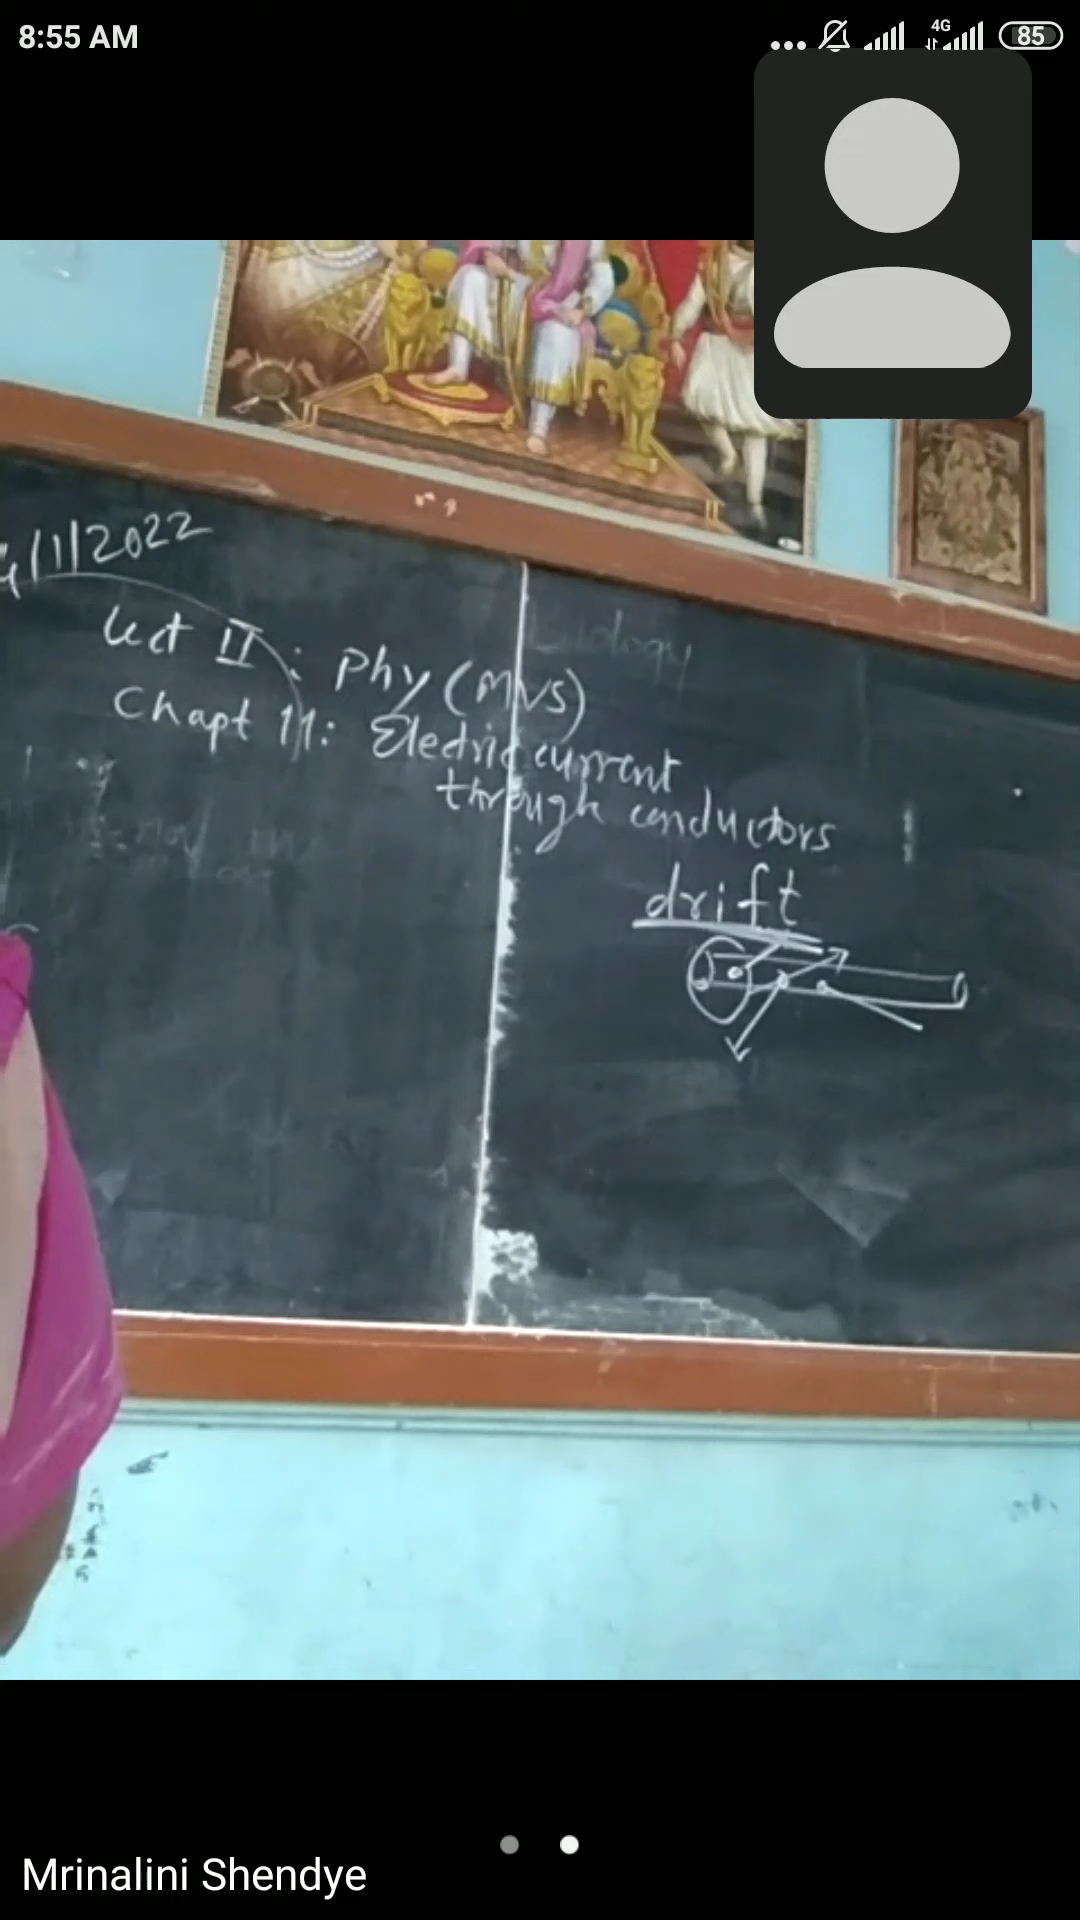 8:55 AM
4G
85
4/1/2022
Lect II : Phy (MVS)
Chapt 11: Electric current
through conductors
drift
Mrinalini Shendye